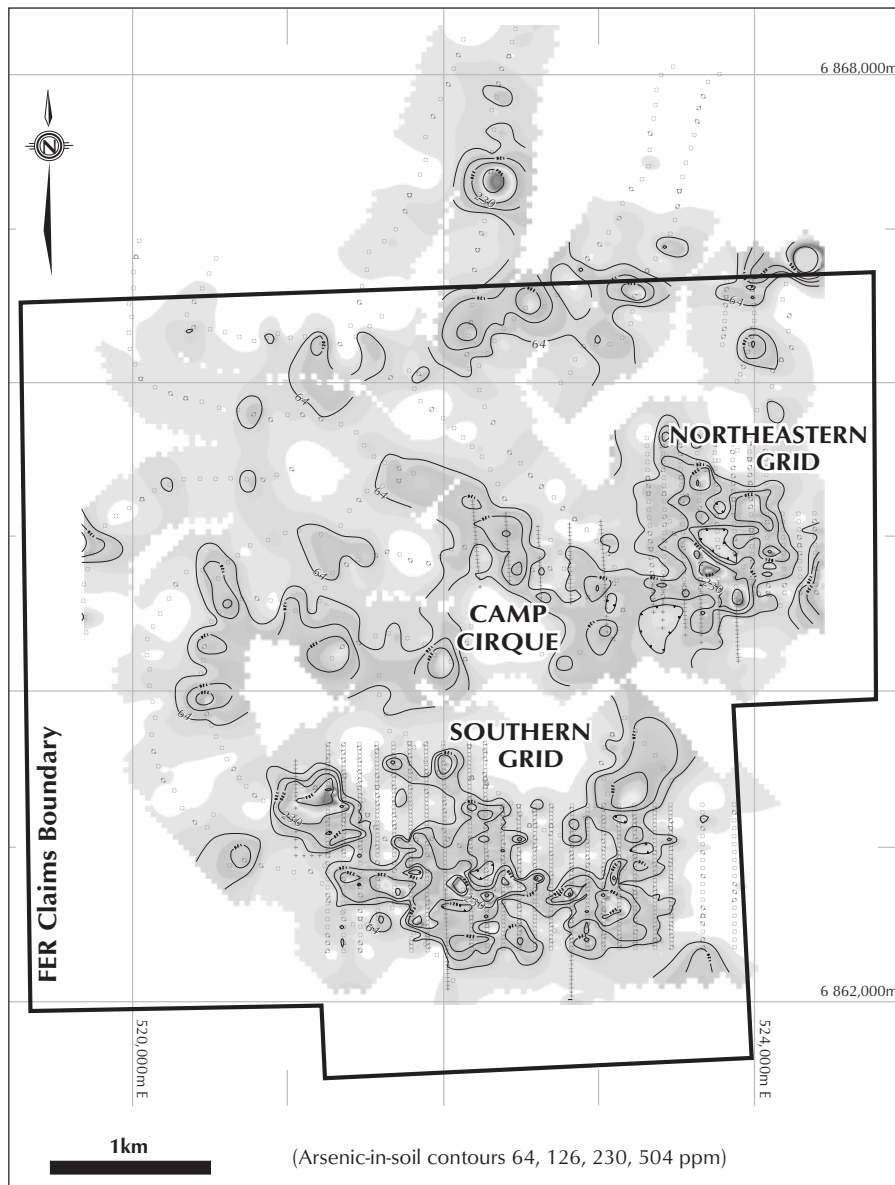 6 868,000m
N
230
64
64
64
NORTHEASTERN
GRID
64
64
230
CAMP
CIRQUE
64
SOUTHERN
GRID
230
230
64
FER Claims Boundary
6 862,000m
520,000m E
524,000m E
1km
(Arsenic-in-soil contours 64, 126, 230, 504 ppm)